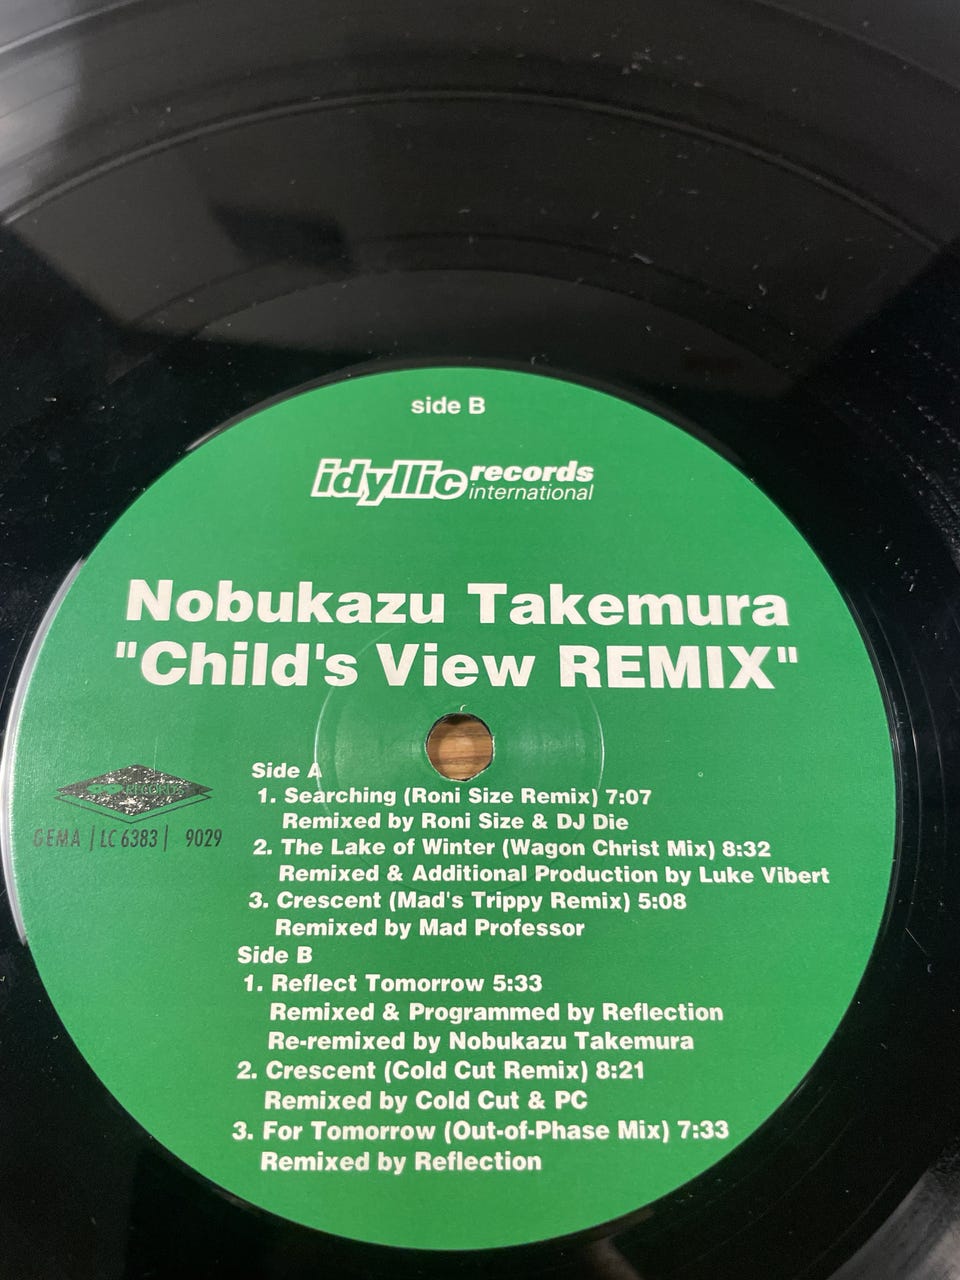 side B
idyllic records
international
Nobukazu Takemura
"Child's View REMIX"
Side A
1. Searching (Roni Size Remix) 7:07
Remixed by Roni Size & DJ Die
2. The Lake of Winter (Wagon Christ Mix) 8:32
Remixed & Additional Production by Luke Vibert
3. Crescent (Mad's Trippy Remix) 5:08
Remixed by Mad Professor
Side B
1. Reflect Tomorrow 5:33
Remixed & Programmed by Reflection
Re-remixed by Nobukazu Takemura
2. Crescent (Cold Cut Remix) 8:21
Remixed by Cold Cut & PC
3. For Tomorrow (Out-of-Phase Mix) 7:33
Remixed by Reflection
RECORDS
GEMA | LC 6383 | 9029